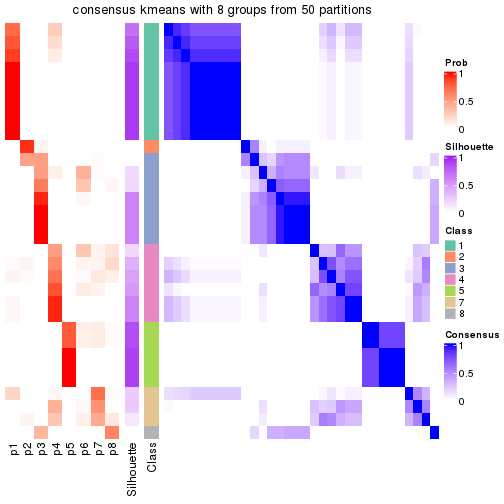 consensus kmeans with 8 groups from 50 partitions
Prob
1
0.5
0
Silhouette
1
0.5
0
Class
1
2
3
4
5
7
8
Consensus
1
0.5
0
p1
p2
p3
p4
p5
p6
p7
p8
Silhouette
Class